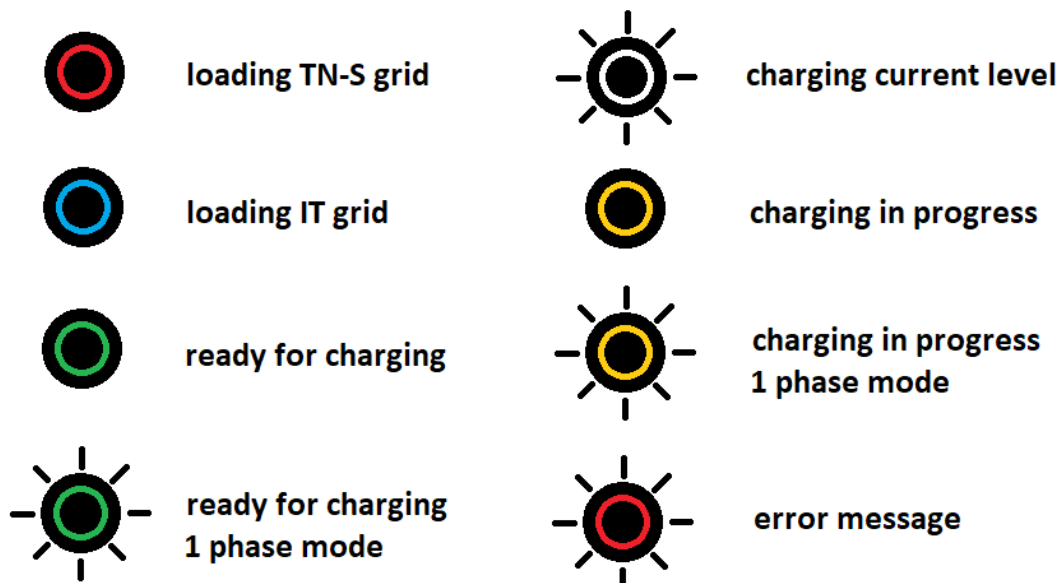 loading TN-S grid
loading IT grid
ready for charging
ready for charging
1 phase mode
charging current level
charging in progress
charging in progress
1 phase mode
error message